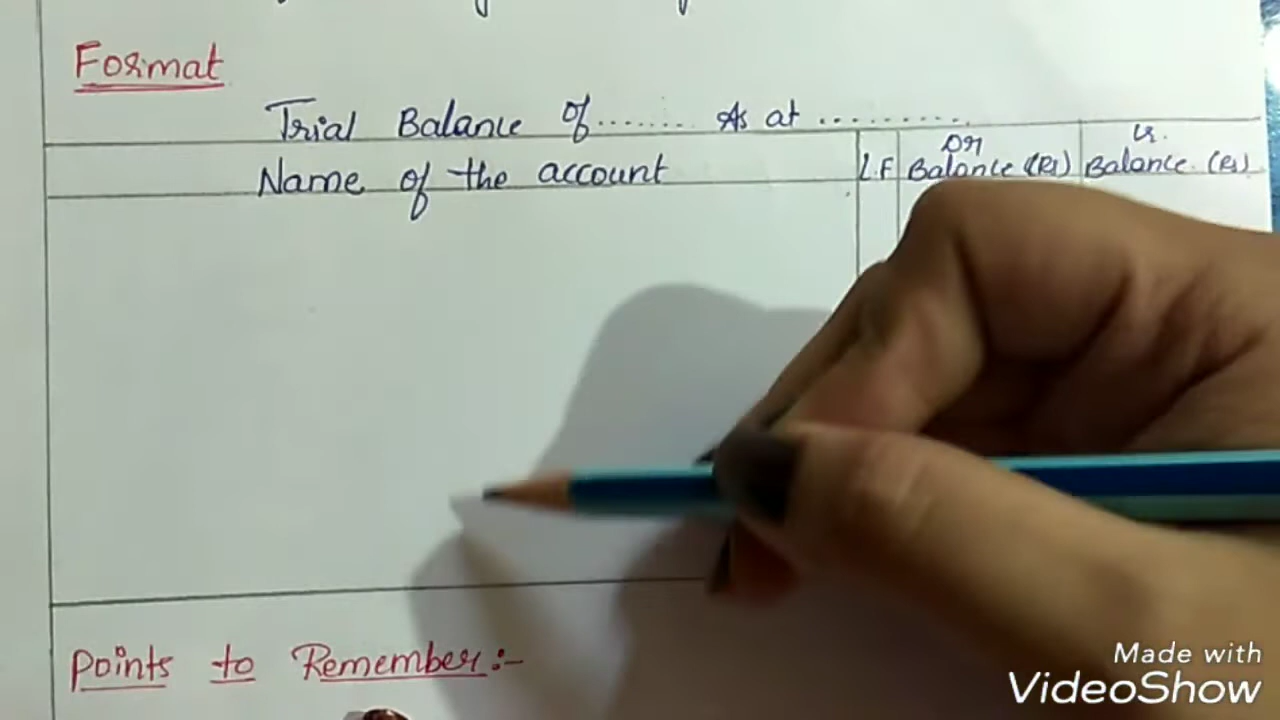 Format
Trial Balance of ....... As at ..........
Name of the account L.F Dr Balance (Rs) Cr. Balance. (Rs)
Points to Remember:-
Made with
VideoShow